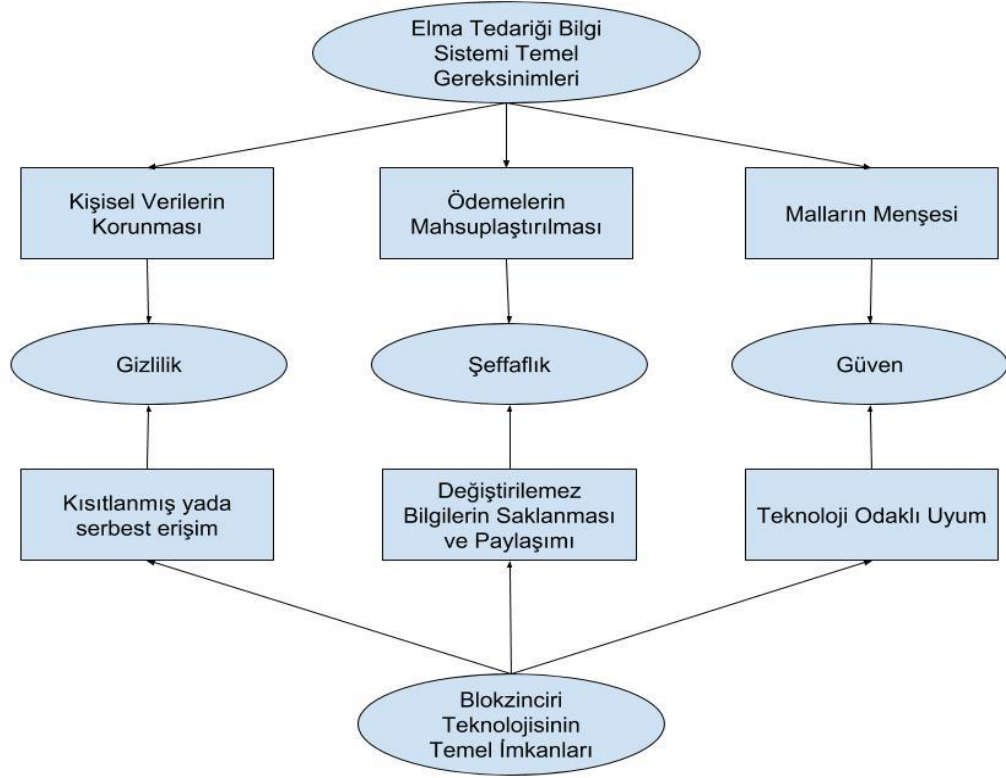 Elma Tedariği Bilgi
Sistemi Temel
Gereksinimleri
Kişisel Verilerin
Korunması
Ödemelerin
Mahsuplaştırılması
Malların Menşesi
Gizlilik
Şeffaflık
Güven
Kısıtlanmış yada
serbest erişim
Değiştirilemez
Bilgilerin Saklanması
ve Paylaşımı
Teknoloji Odaklı Uyum
Blokzinciri
Teknolojisinin
Temel İmkanları